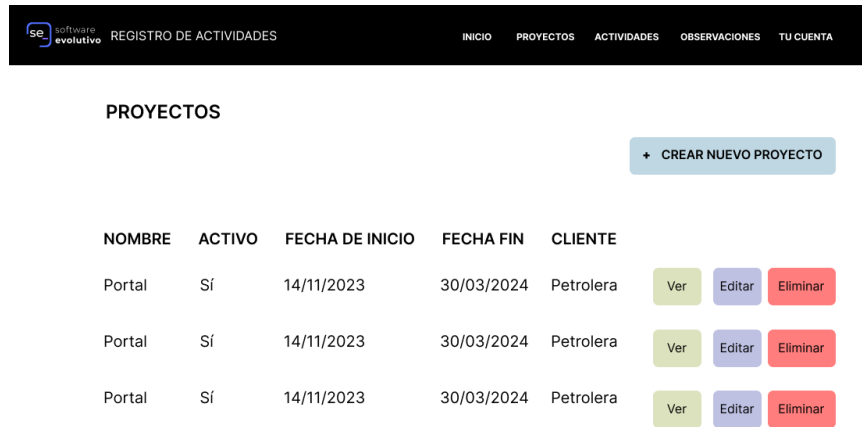 se_ software evolutivo REGISTRO DE ACTIVIDADES INICIO PROYECTOS ACTIVIDADES OBSERVACIONES TU CUENTA
PROYECTOS
+ CREAR NUEVO PROYECTO
NOMBRE ACTIVO FECHA DE INICIO FECHA FIN CLIENTE
Portal Sí 14/11/2023 30/03/2024 Petrolera Ver Editar Eliminar
Portal Sí 14/11/2023 30/03/2024 Petrolera Ver Editar Eliminar
Portal Sí 14/11/2023 30/03/2024 Petrolera Ver Editar Eliminar